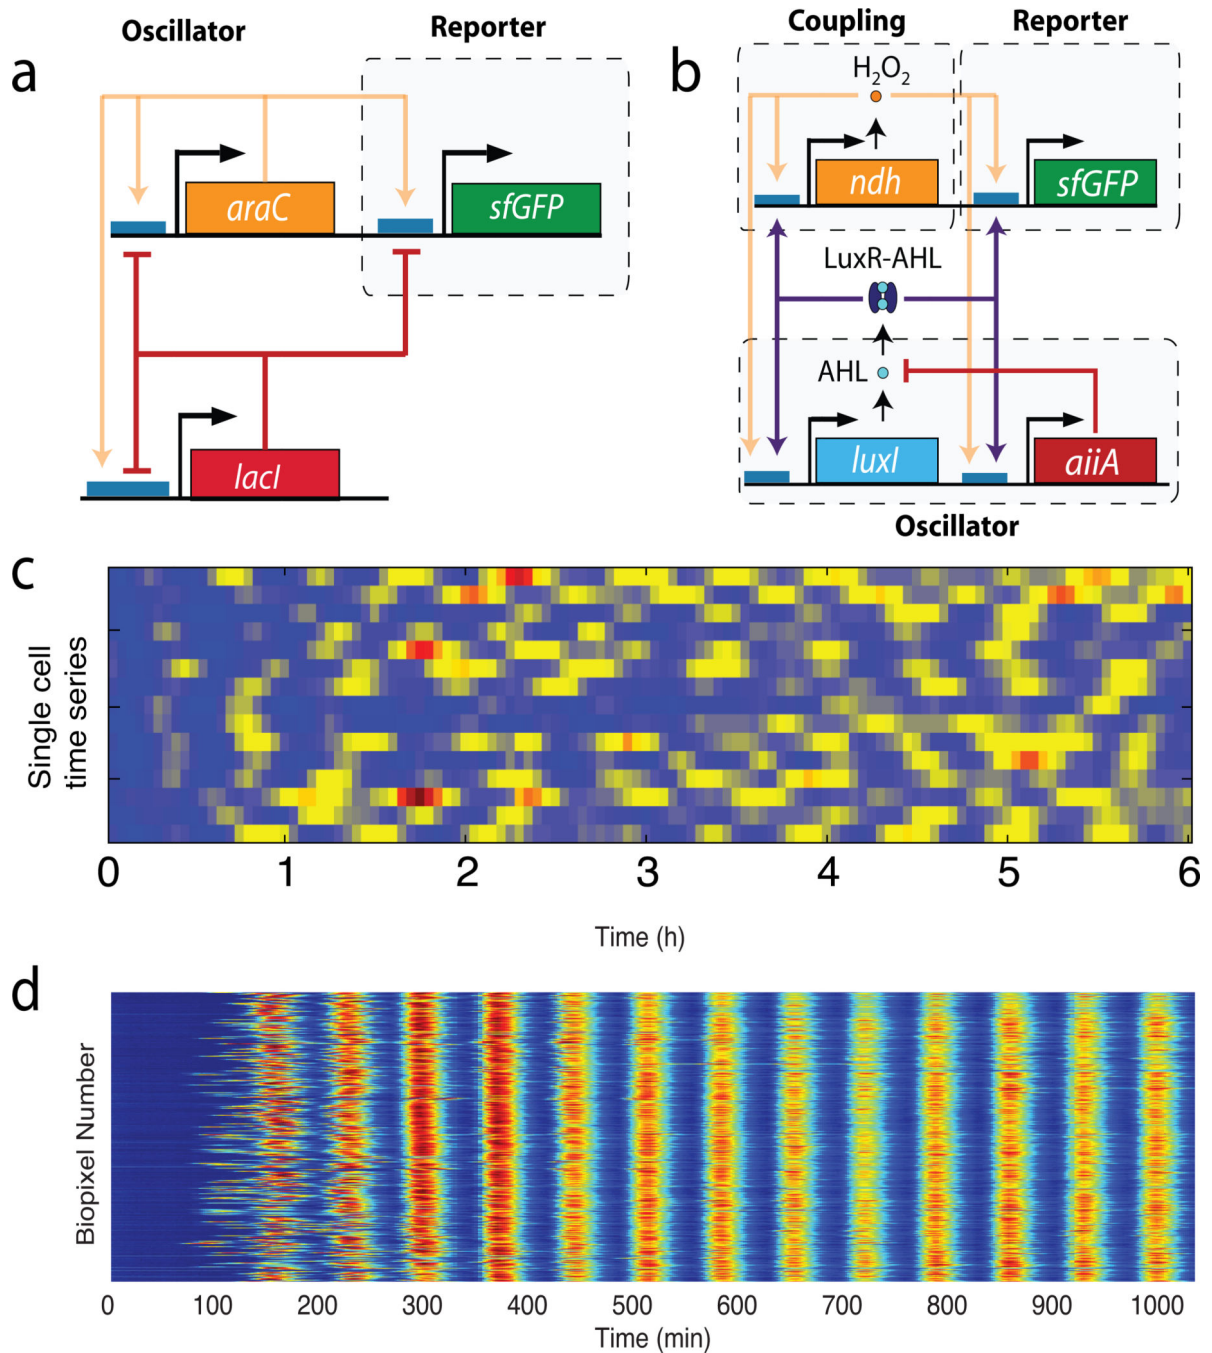 a
Oscillator
Reporter
araC
sfGFP
lacI
b
Coupling
Reporter
H₂O₂
ndh
sfGFP
LuxR-AHL
AHL
luxI
aiiA
Oscillator
c
Single cell
time series
0 1 2 3 4 5 6
Time (h)
d
Biopixel Number
0 100 200 300 400 500 600 700 800 900 1000
Time (min)